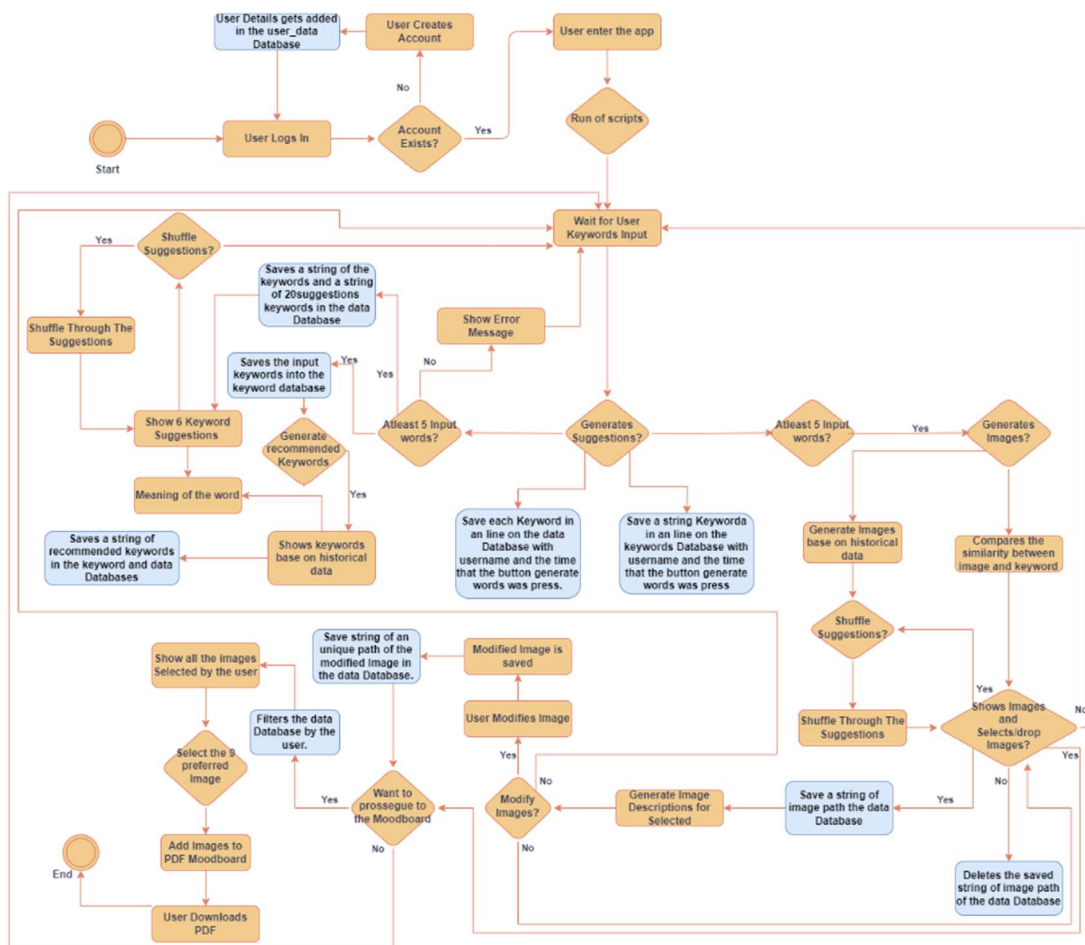 User Details gets added
in the user_data
Database
User Creates
Account
User enter the app
No
Yes
Account
Exists?
Run of scripts
User Logs In
Start
Wait for User
Keywords Input
Yes
Shuffle
Suggestions?
Saves a string of the
keywords and a string
of 20suggestions
keywords in the data
Database
Show Error
Message
Shuffle Through The
Suggestions
No
Yes
Yes
Saves the input
keywords into the
keyword database
Show 6 Keyword
Suggestions
Generate
recommended
Keywords
Atleast 5 Input
words?
Generates
Suggestions?
Atleast 5 Input
words?
Yes
Generates
Images?
Meaning of the word
Yes
Saves a string of
recommended keywords
in the keyword and data
Databases
Shows keywords
base on historical
data
Save each Keyword in
an line on the data
Database with
username and the time
that the button generate
words was press.
Save a string Keyworda
in an line on the
keywords Database with
username and the time
that the button generate
words was press
Generate Images
base on historical
data
Compares the
similarity between
image and keyword
Shuffle
Suggestions?
Show all the images
Selected by the user
Save string of an
unique path of the
modified Image in
the data Database.
Modified Image is
saved
Yes
No
Shows Images
and
Selects/drop
Images?
Shuffle Through The
Suggestions
Filters the data
Database by the
user.
User Modifies Image
Select the 9
preferred
Image
Yes
No
Yes
No
Yes
Yes
Want to
prossegue to
the Moodboard
Modify
Images?
Generate Image
Descriptions for
Selected
Save a string of
image path the data
Database
No
No
Add Images to
PDF Moodboard
End
User Downloads
PDF
Deletes the saved
string of image path
of the data Database